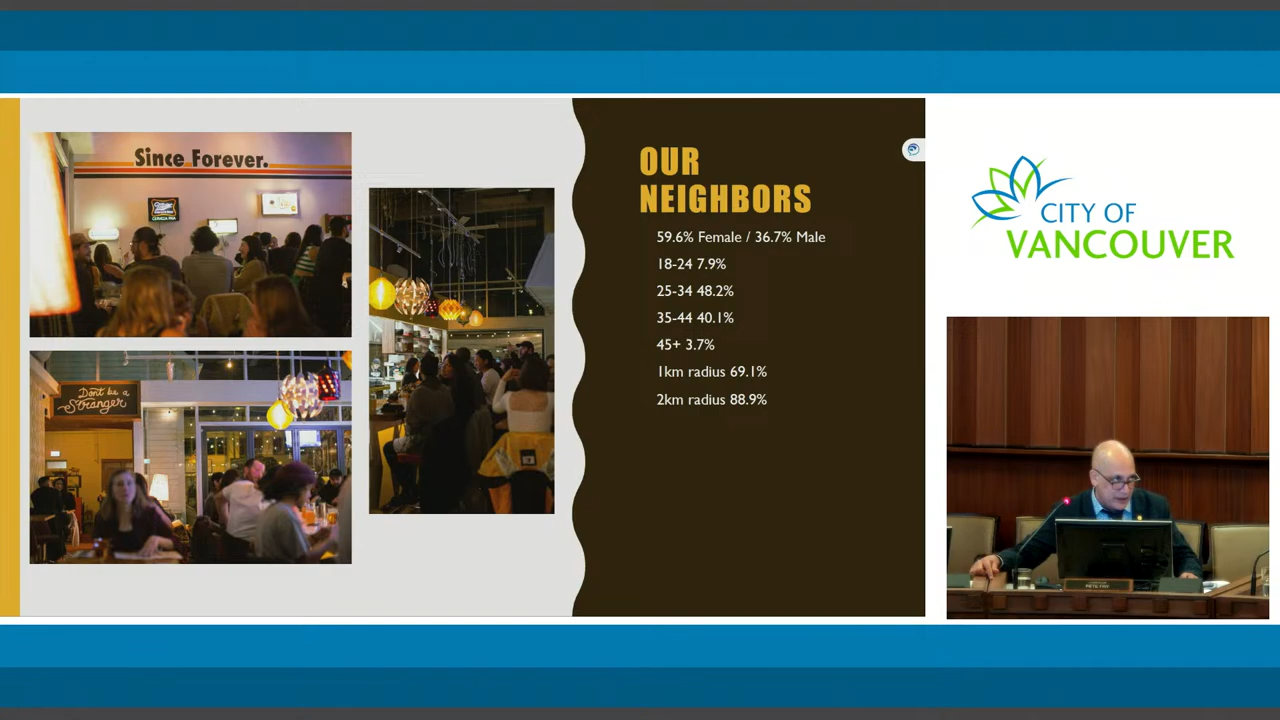 Since Forever.
Don't be a
Stranger
OUR
NEIGHBORS
59.6% Female / 36.7% Male
18-24 7.9%
25-34 48.2%
35-44 40.1%
45+ 3.7%
1km radius 69.1%
2km radius 88.9%
CITY OF
VANCOUVER